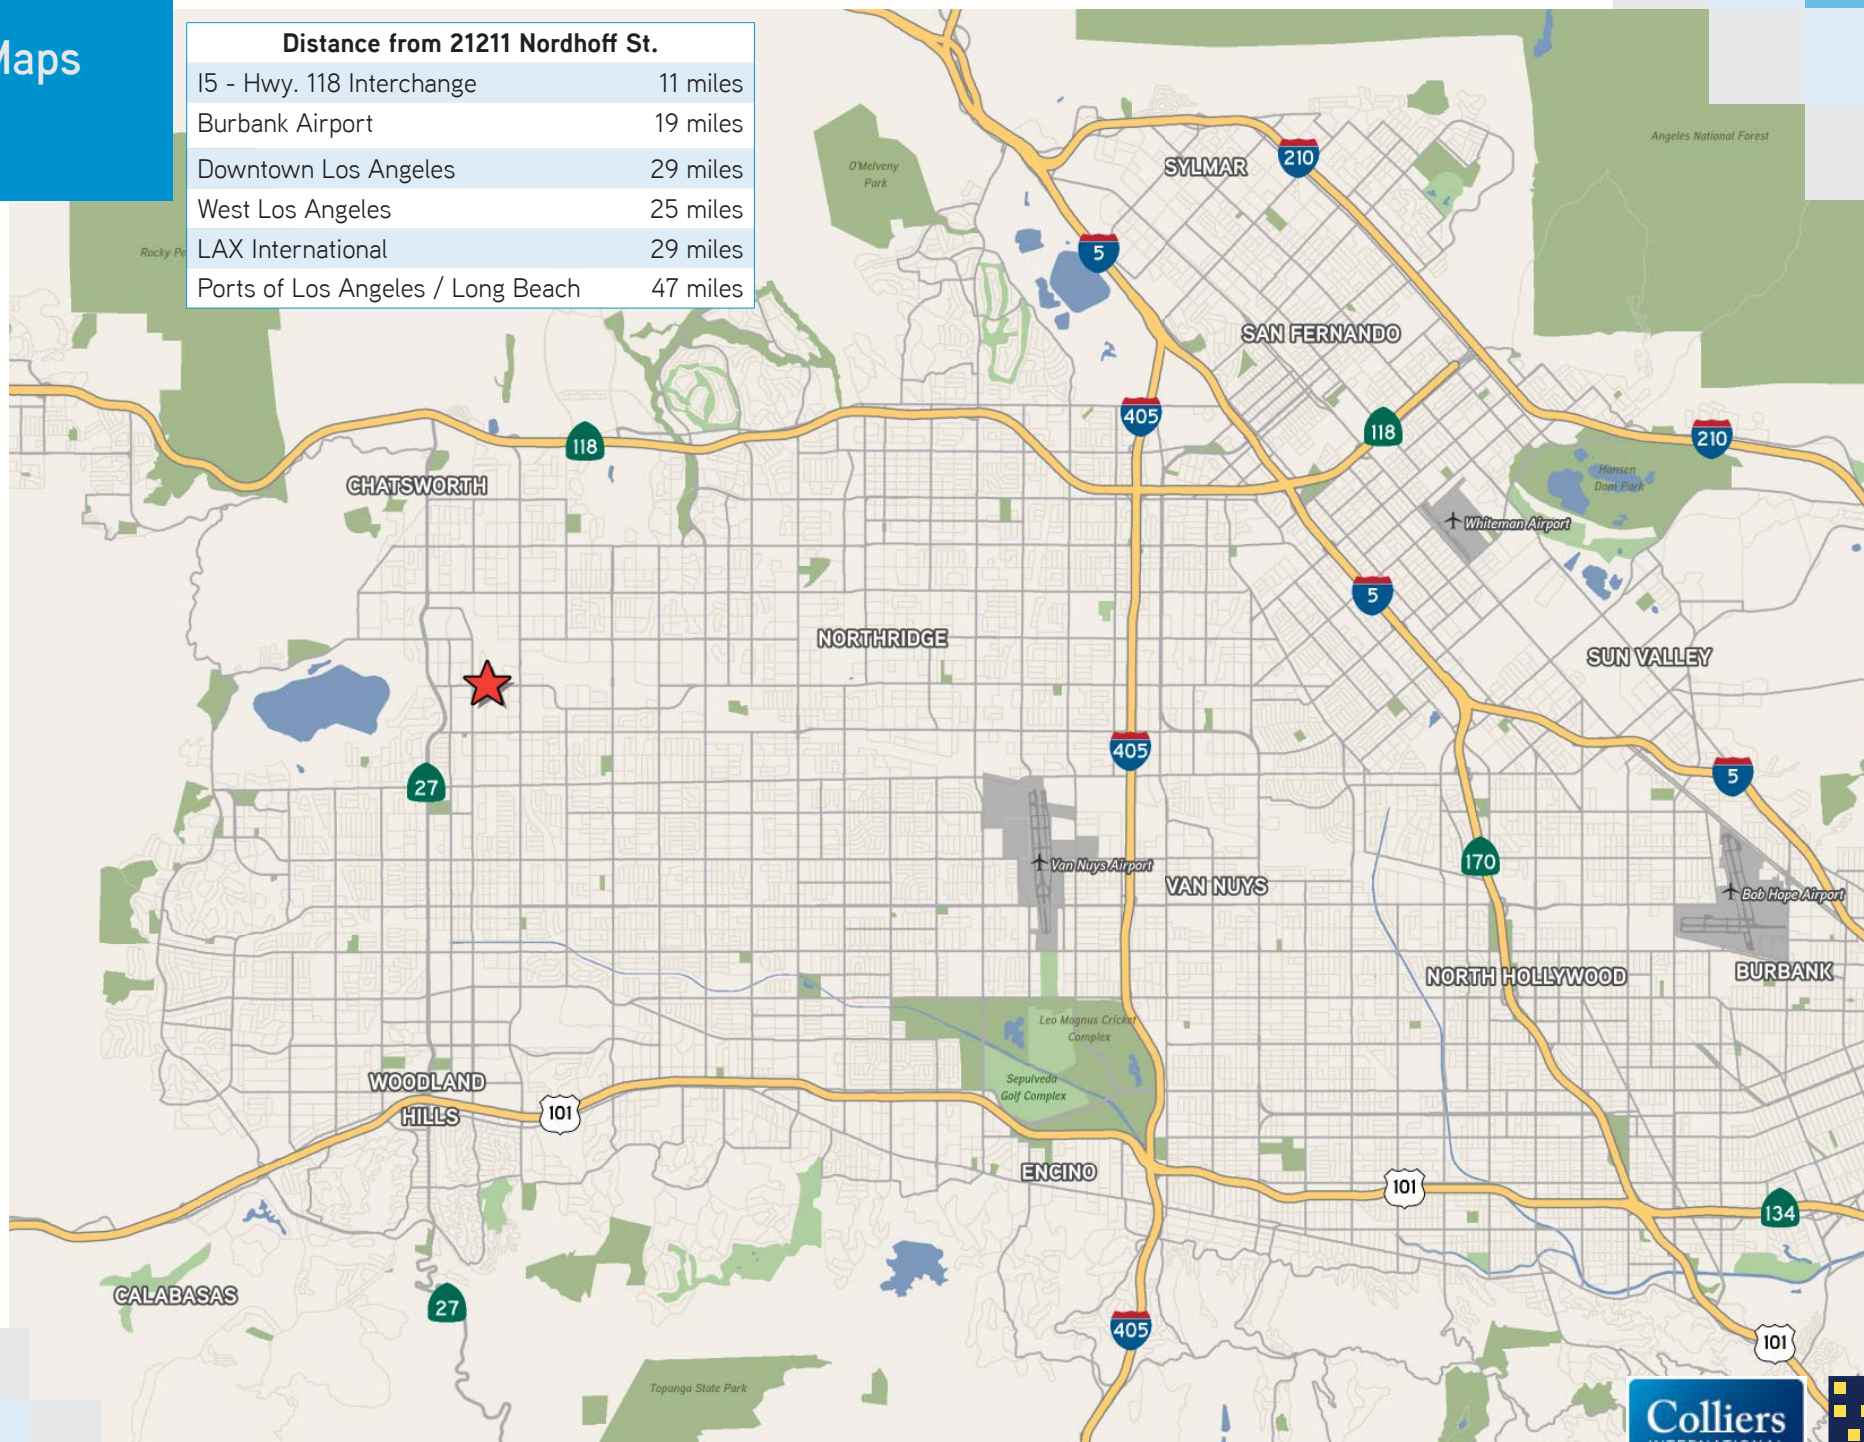 Maps
Distance from 21211 Nordhoff St.
I5 - Hwy. 118 Interchange 11 miles
Burbank Airport 19 miles
Downtown Los Angeles 29 miles
West Los Angeles 25 miles
LAX International 29 miles
Ports of Los Angeles / Long Beach 47 miles
Angeles National Forest
O'Melveny
Park
SYLMAR
210
Rocky
5
SAN FERNANDO
405
118
118
210
Hansen
Dam Park
CHATSWORTH
Whiteman Airport
5
NORTHRIDGE
SUN VALLEY
405
5
27
170
Van Nuys Airport
VAN NUYS
Bob Hope Airport
NORTH HOLLYWOOD
BURBANK
Leo Magnus Cricket
Complex
Sepulveda
Golf Complex
WOODLAND
HILLS
101
ENCINO
101
134
CALABASAS
27
405
101
Topanga State Park
Colliers
INTERNATIONAL